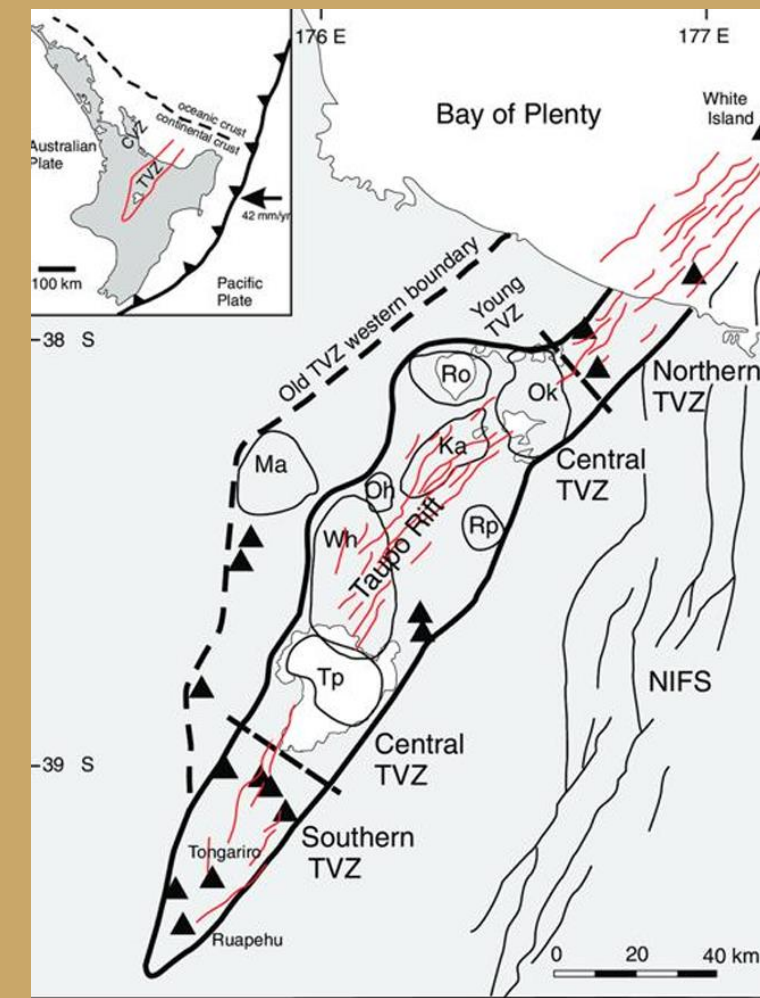 176 E
177 E
White
Island
Bay of Plenty
oceanic crust
continental crust
Australian
Plate
CVZ
TVZ
42 mm/yr
100 km
Pacific
Plate
Old TVZ western boundary
Young
TVZ
38 S
Ro
Ok
Northern
TVZ
Ka
Ma
Central
TVZ
Oh
Rp
Wh
Taupo Rift
Tp
NIFS
39 S
Central
TVZ
Southern
TVZ
Tongariro
Ruapehu
0 20 40 km